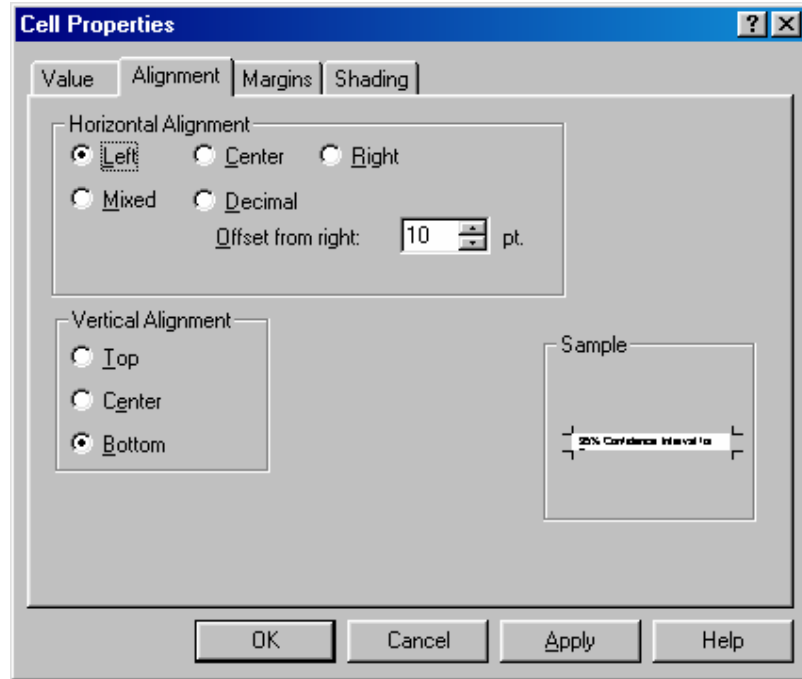 Cell Properties
Value Alignment Margins Shading
Horizontal Alignment
Left Center Right
Mixed Decimal
Offset from right: 10 pt.
Vertical Alignment
Top
Center
Bottom
Sample
95% Confidence Interval for
OK Cancel Apply Help